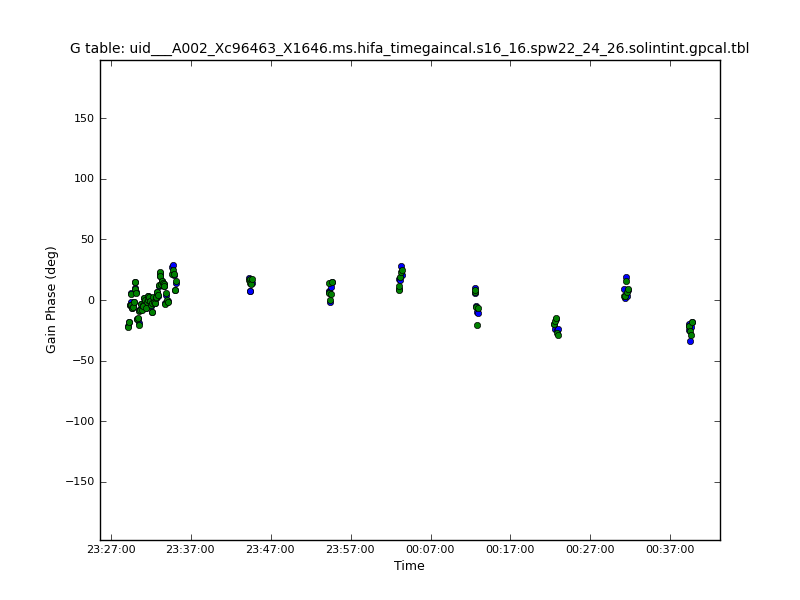 G table: uid___A002_Xc96463_X1646.ms.hifa_timegaincal.s16_16.spw22_24_26.solintint.gpcal.tbl
150
100
50
0
−50
−100
−150
Gain Phase (deg)
23:27:00 23:37:00 23:47:00 23:57:00 00:07:00 00:17:00 00:27:00 00:37:00
Time